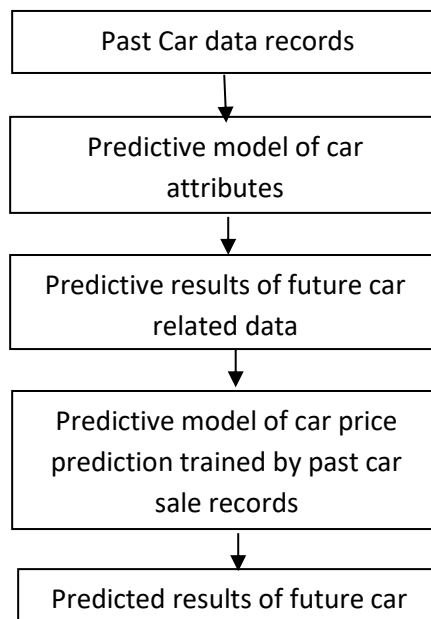 Past Car data records
Predictive model of car
attributes
Predictive results of future car
related data
Predictive model of car price
prediction trained by past car
sale records
Predicted results of future car